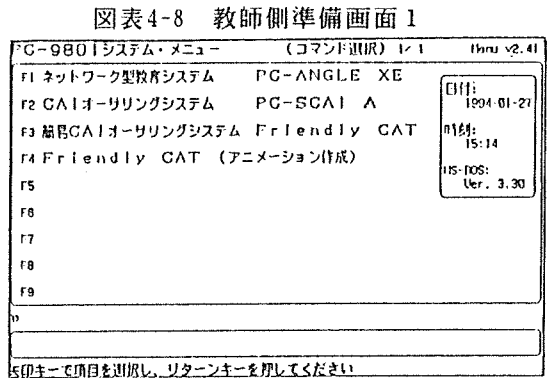 図表4-8 教師側準備画面1
PC-9801システム・メニュー (コマンド選択) 1/1 Menu v2.41
F1 ネットワーク型教育システム PC-ANGLE XE
F2 CAIオーサリングシステム PC-SCAI A
F3 簡易CAIオーサリングシステム Friendly CAT
F4 Friendly CAT (アニメーション作成)
F5
F6
F7
F8
F9
日付:
1994-01-27
時刻:
15:14
MS-DOS:
Ver. 3.30
矢印キーで項目を選択し、リターンキーを押してください